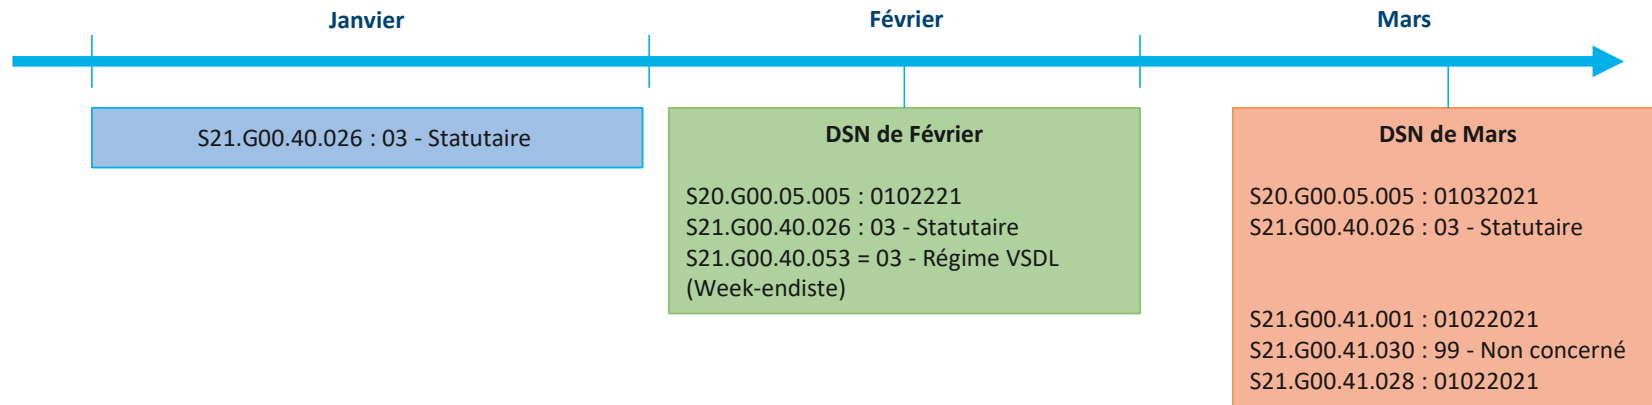 Janvier
Février
Mars
S21.G00.40.026 : 03 - Statutaire
DSN de Février
S20.G00.05.005 : 0102221
S21.G00.40.026 : 03 - Statutaire
S21.G00.40.053 = 03 - Régime VSDL
(Week-endiste)
DSN de Mars
S20.G00.05.005 : 01032021
S21.G00.40.026 : 03 - Statutaire
S21.G00.41.001 : 01022021
S21.G00.41.030 : 99 - Non concerné
S21.G00.41.028 : 01022021